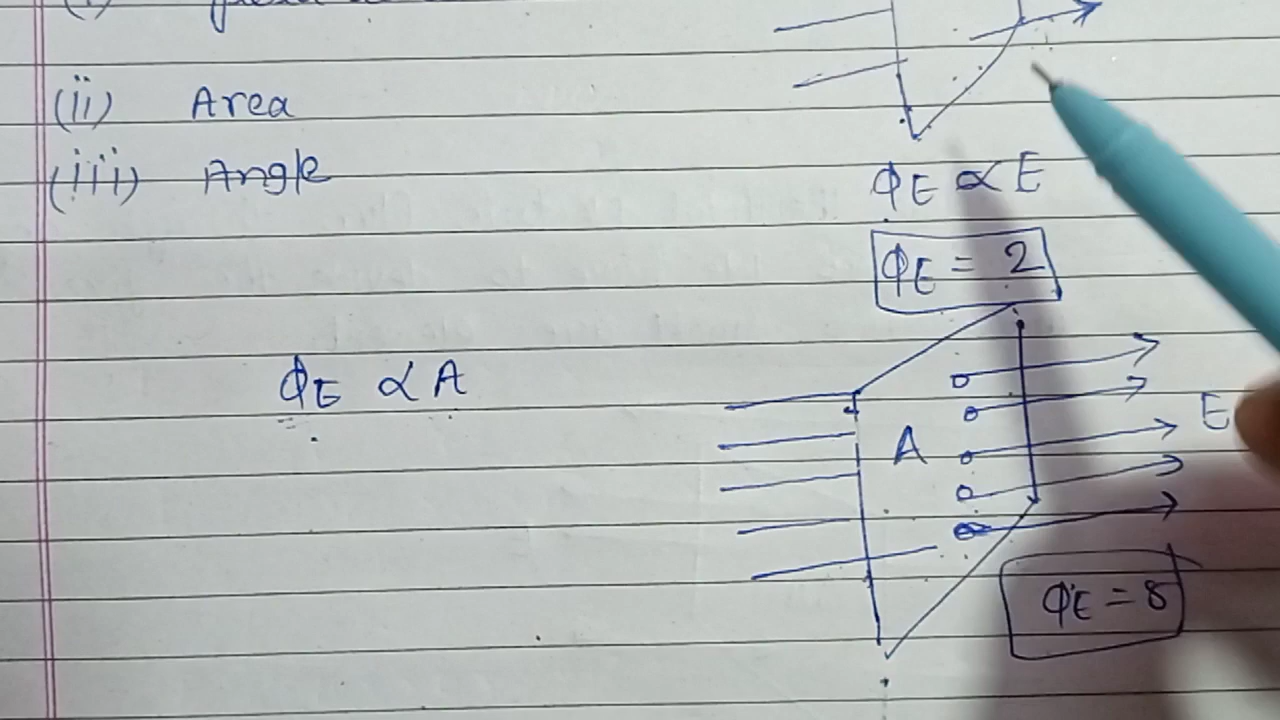 (ii) Area
(iii) Angle
ΦE ∝ E
ΦE = 2
ΦE ∝ A
A
E
ΦE = 8